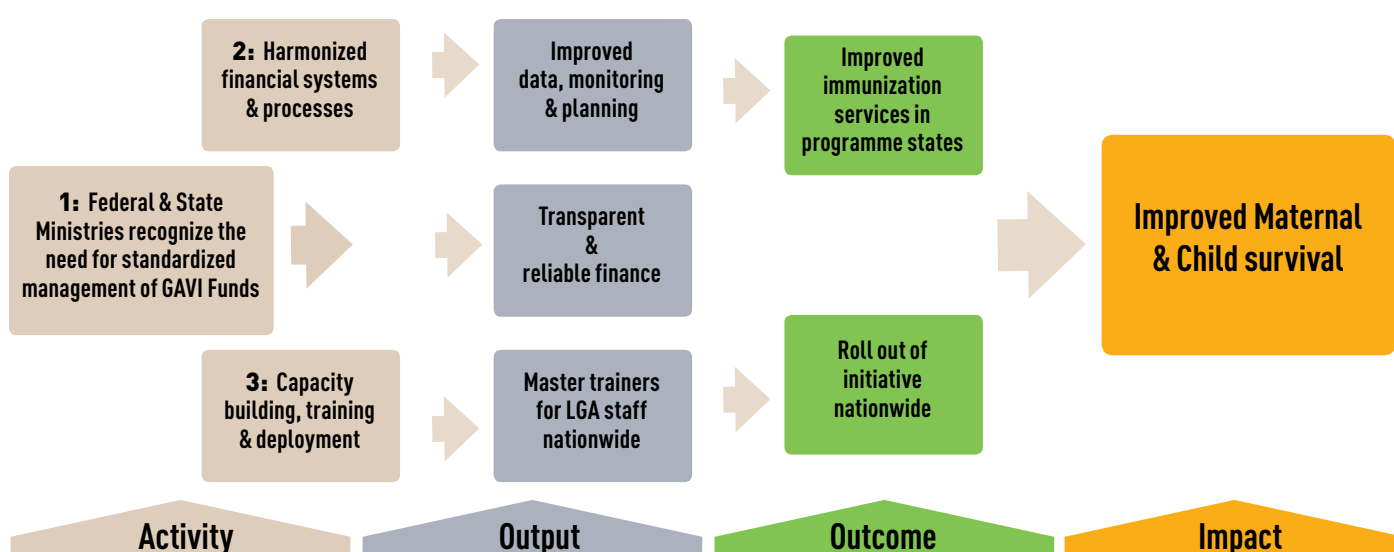 2: Harmonized
financial systems
& processes
Improved
data, monitoring
& planning
Improved
immunization
services in
programme states
1: Federal & State
Ministries recognize the
need for standardized
management of GAVI Funds
Transparent
&
reliable finance
Improved Maternal
& Child survival
3: Capacity
building, training
& deployment
Master trainers
for LGA staff
nationwide
Roll out of
initiative
nationwide
Activity
Output
Outcome
Impact